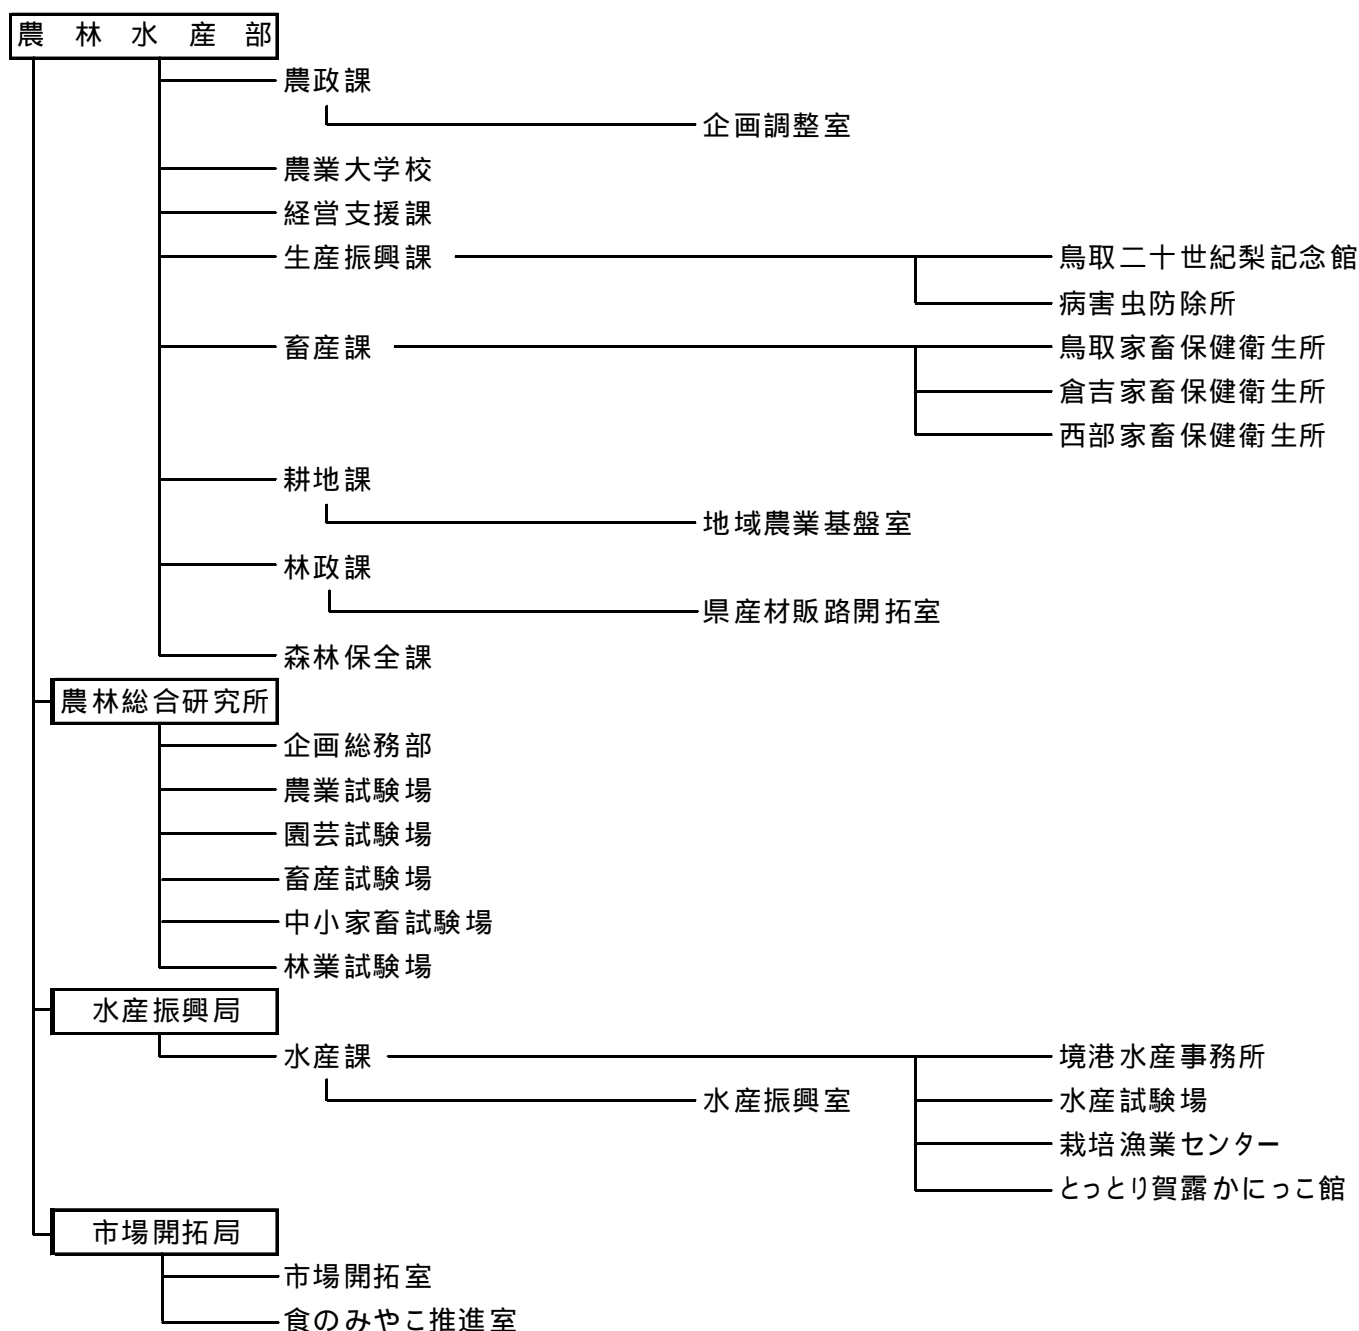 農林水産部
農政課
企画調整室
農業大学校
経営支援課
生産振興課
鳥取二十世紀梨記念館
病害虫防除所
畜産課
鳥取家畜保健衛生所
倉吉家畜保健衛生所
西部家畜保健衛生所
耕地課
地域農業基盤室
林政課
県産材販路開拓室
森林保全課
農林総合研究所
企画総務部
農業試験場
園芸試験場
畜産試験場
中小家畜試験場
林業試験場
水産振興局
水産課
境港水産事務所
水産振興室
水産試験場
栽培漁業センター
とっとり賀露かにっこ館
市場開拓局
市場開拓室
食のみやこ推進室